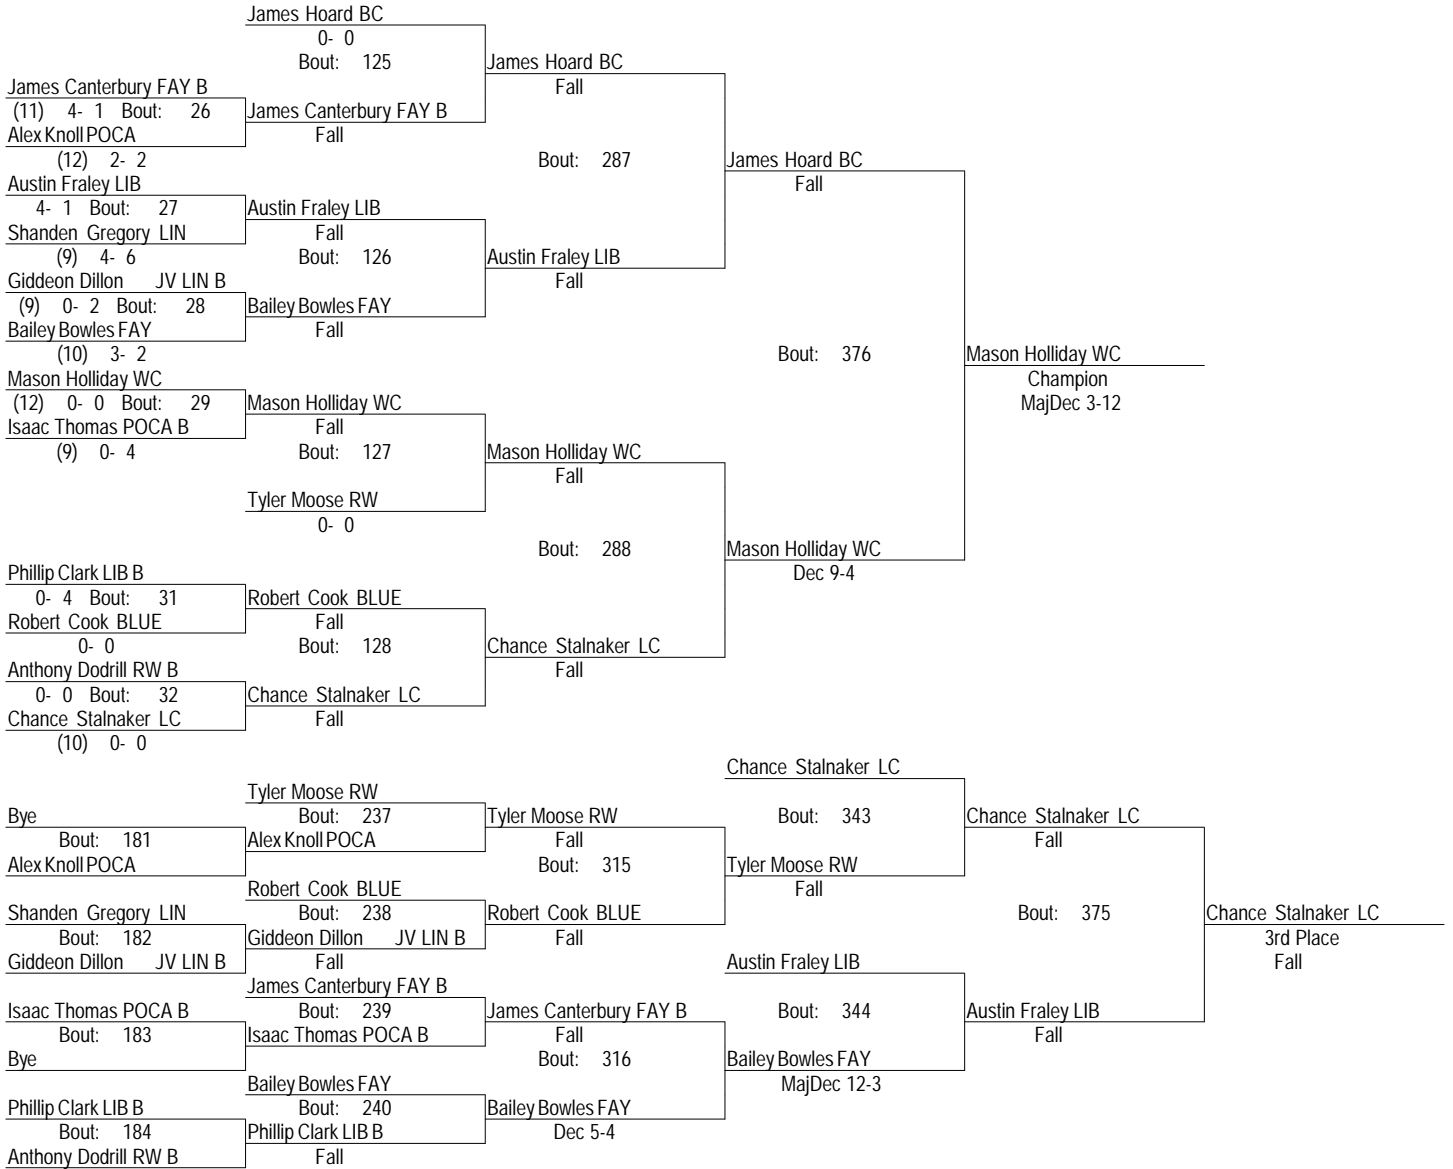 James Hoard BC
0- 0
Bout: 125
James Hoard BC
James Canterbury FAY B
Fall
(11) 4- 1 Bout: 26
James Canterbury FAY B
Alex Knoll POCA
Fall
(12) 2- 2
Bout: 287
James Hoard BC
Austin Fraley LIB
Fall
4- 1 Bout: 27
Austin Fraley LIB
Shanden Gregory LIN
Fall
(9) 4- 6
Bout: 126
Austin Fraley LIB
Giddeon Dillon JV LIN B
Fall
(9) 0- 2 Bout: 28
Bailey Bowles FAY
Bailey Bowles FAY
Fall
(10) 3- 2
Bout: 376
Mason Holliday WC
Mason Holliday WC
Champion
(12) 0- 0 Bout: 29
Mason Holliday WC
MajDec 3-12
Isaac Thomas POCA B
Fall
(9) 0- 4
Bout: 127
Mason Holliday WC
Fall
Tyler Moose RW
0- 0
Bout: 288
Mason Holliday WC
Phillip Clark LIB B
Dec 9-4
0- 4 Bout: 31
Robert Cook BLUE
Robert Cook BLUE
Fall
0- 0
Bout: 128
Chance Stalnaker LC
Anthony Dodrill RW B
Fall
0- 0 Bout: 32
Chance Stalnaker LC
Chance Stalnaker LC
Fall
(10) 0- 0
Chance Stalnaker LC
Tyler Moose RW
Bye
Bout: 237
Tyler Moose RW
Bout: 343
Chance Stalnaker LC
Bout: 181
Alex Knoll POCA
Fall
Fall
Alex Knoll POCA
Bout: 315
Tyler Moose RW
Robert Cook BLUE
Fall
Shanden Gregory LIN
Bout: 238
Robert Cook BLUE
Bout: 375
Chance Stalnaker LC
Bout: 182
Giddeon Dillon JV LIN B
Fall
3rd Place
Giddeon Dillon JV LIN B
Fall
Austin Fraley LIB
Fall
James Canterbury FAY B
Isaac Thomas POCA B
Bout: 239
James Canterbury FAY B
Bout: 344
Austin Fraley LIB
Bout: 183
Isaac Thomas POCA B
Fall
Fall
Bye
Bout: 316
Bailey Bowles FAY
Bailey Bowles FAY
MajDec 12-3
Phillip Clark LIB B
Bout: 240
Bailey Bowles FAY
Bout: 184
Phillip Clark LIB B
Dec 5-4
Anthony Dodrill RW B
Fall